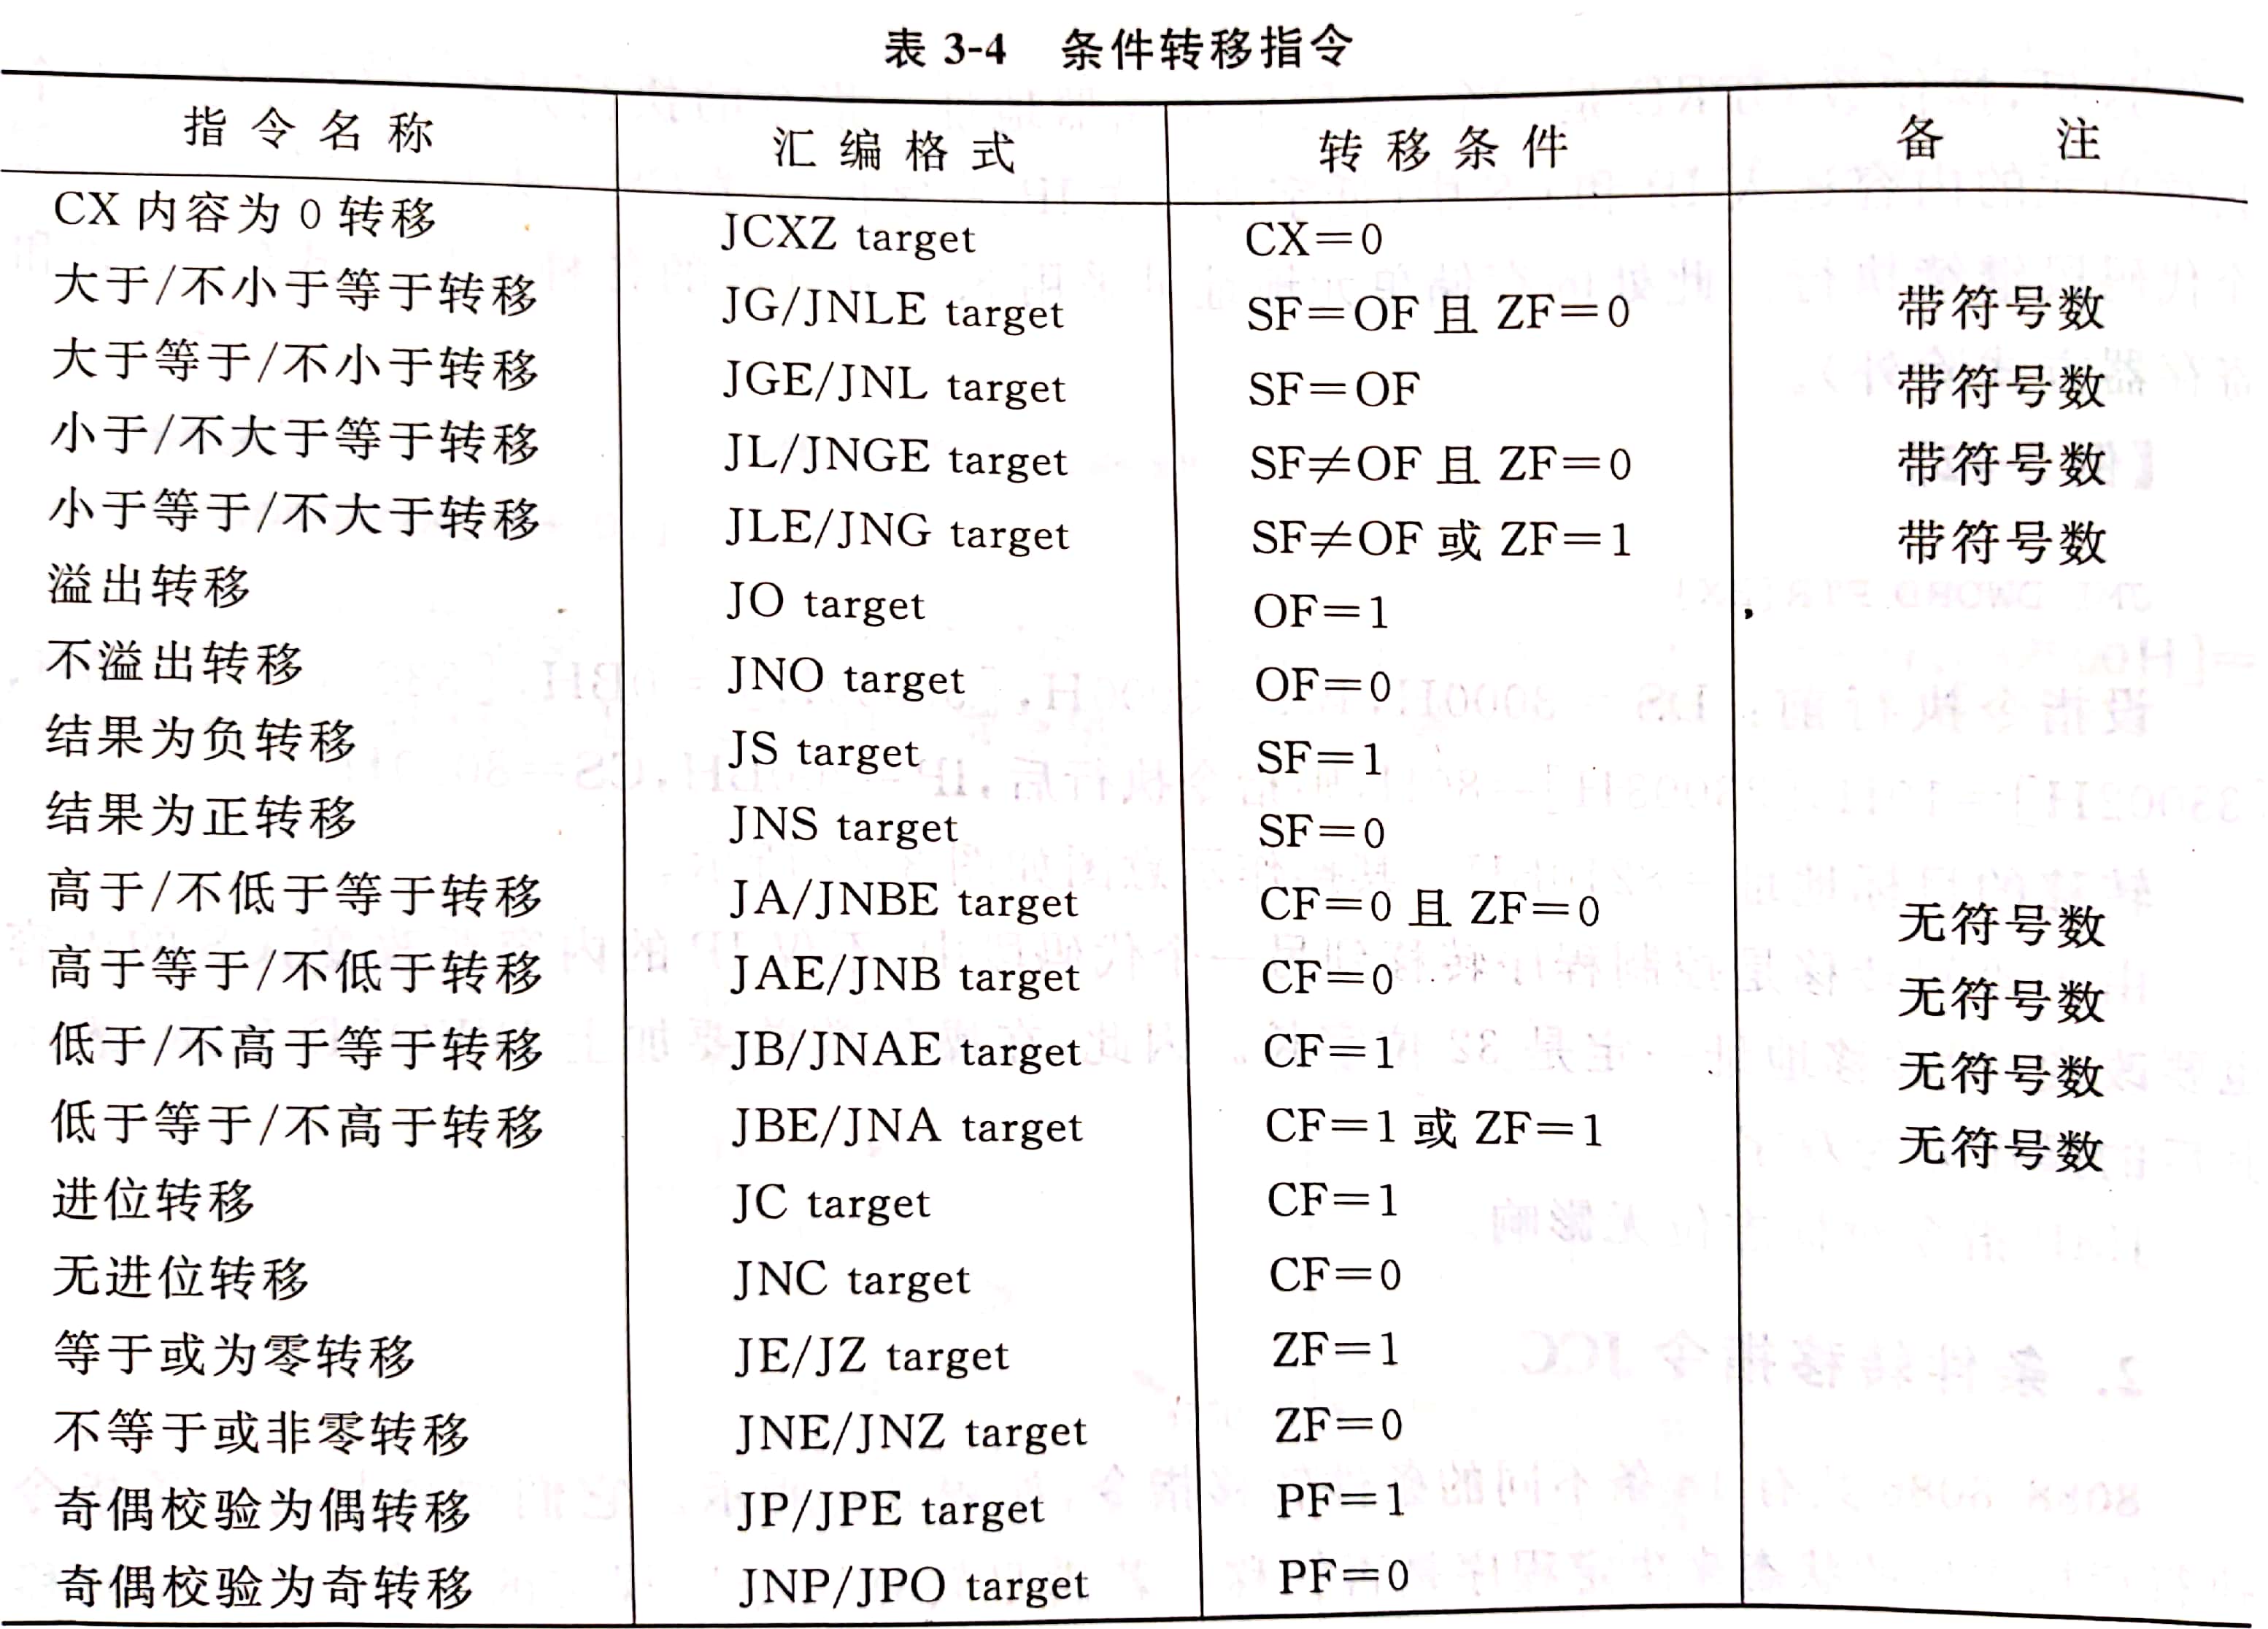 表 3-4 条件转移指令
指令名称 汇编格式 转移条件 备 注
CX 内容为 0 转移 JCXZ target CX=0
大于/不小于等于转移 JG/JNLE target SF=OF 且 ZF=0 带符号数
大于等于/不小于转移 JGE/JNL target SF=OF 带符号数
小于/不大于等于转移 JL/JNGE target SF≠OF 且 ZF=0 带符号数
小于等于/不大于转移 JLE/JNG target SF≠OF 或 ZF=1 带符号数
溢出转移 JO target OF=1
不溢出转移 JNO target OF=0
结果为负转移 JS target SF=1
结果为正转移 JNS target SF=0
高于/不低于等于转移 JA/JNBE target CF=0 且 ZF=0 无符号数
高于等于/不低于转移 JAE/JNB target CF=0 无符号数
低于/不高于等于转移 JB/JNAE target CF=1 无符号数
低于等于/不高于转移 JBE/JNA target CF=1 或 ZF=1 无符号数
进位转移 JC target CF=1
无进位转移 JNC target CF=0
等于或为零转移 JE/JZ target ZF=1
不等于或非零转移 JNE/JNZ target ZF=0
奇偶校验为偶转移 JP/JPE target PF=1
奇偶校验为奇转移 JNP/JPO target PF=0